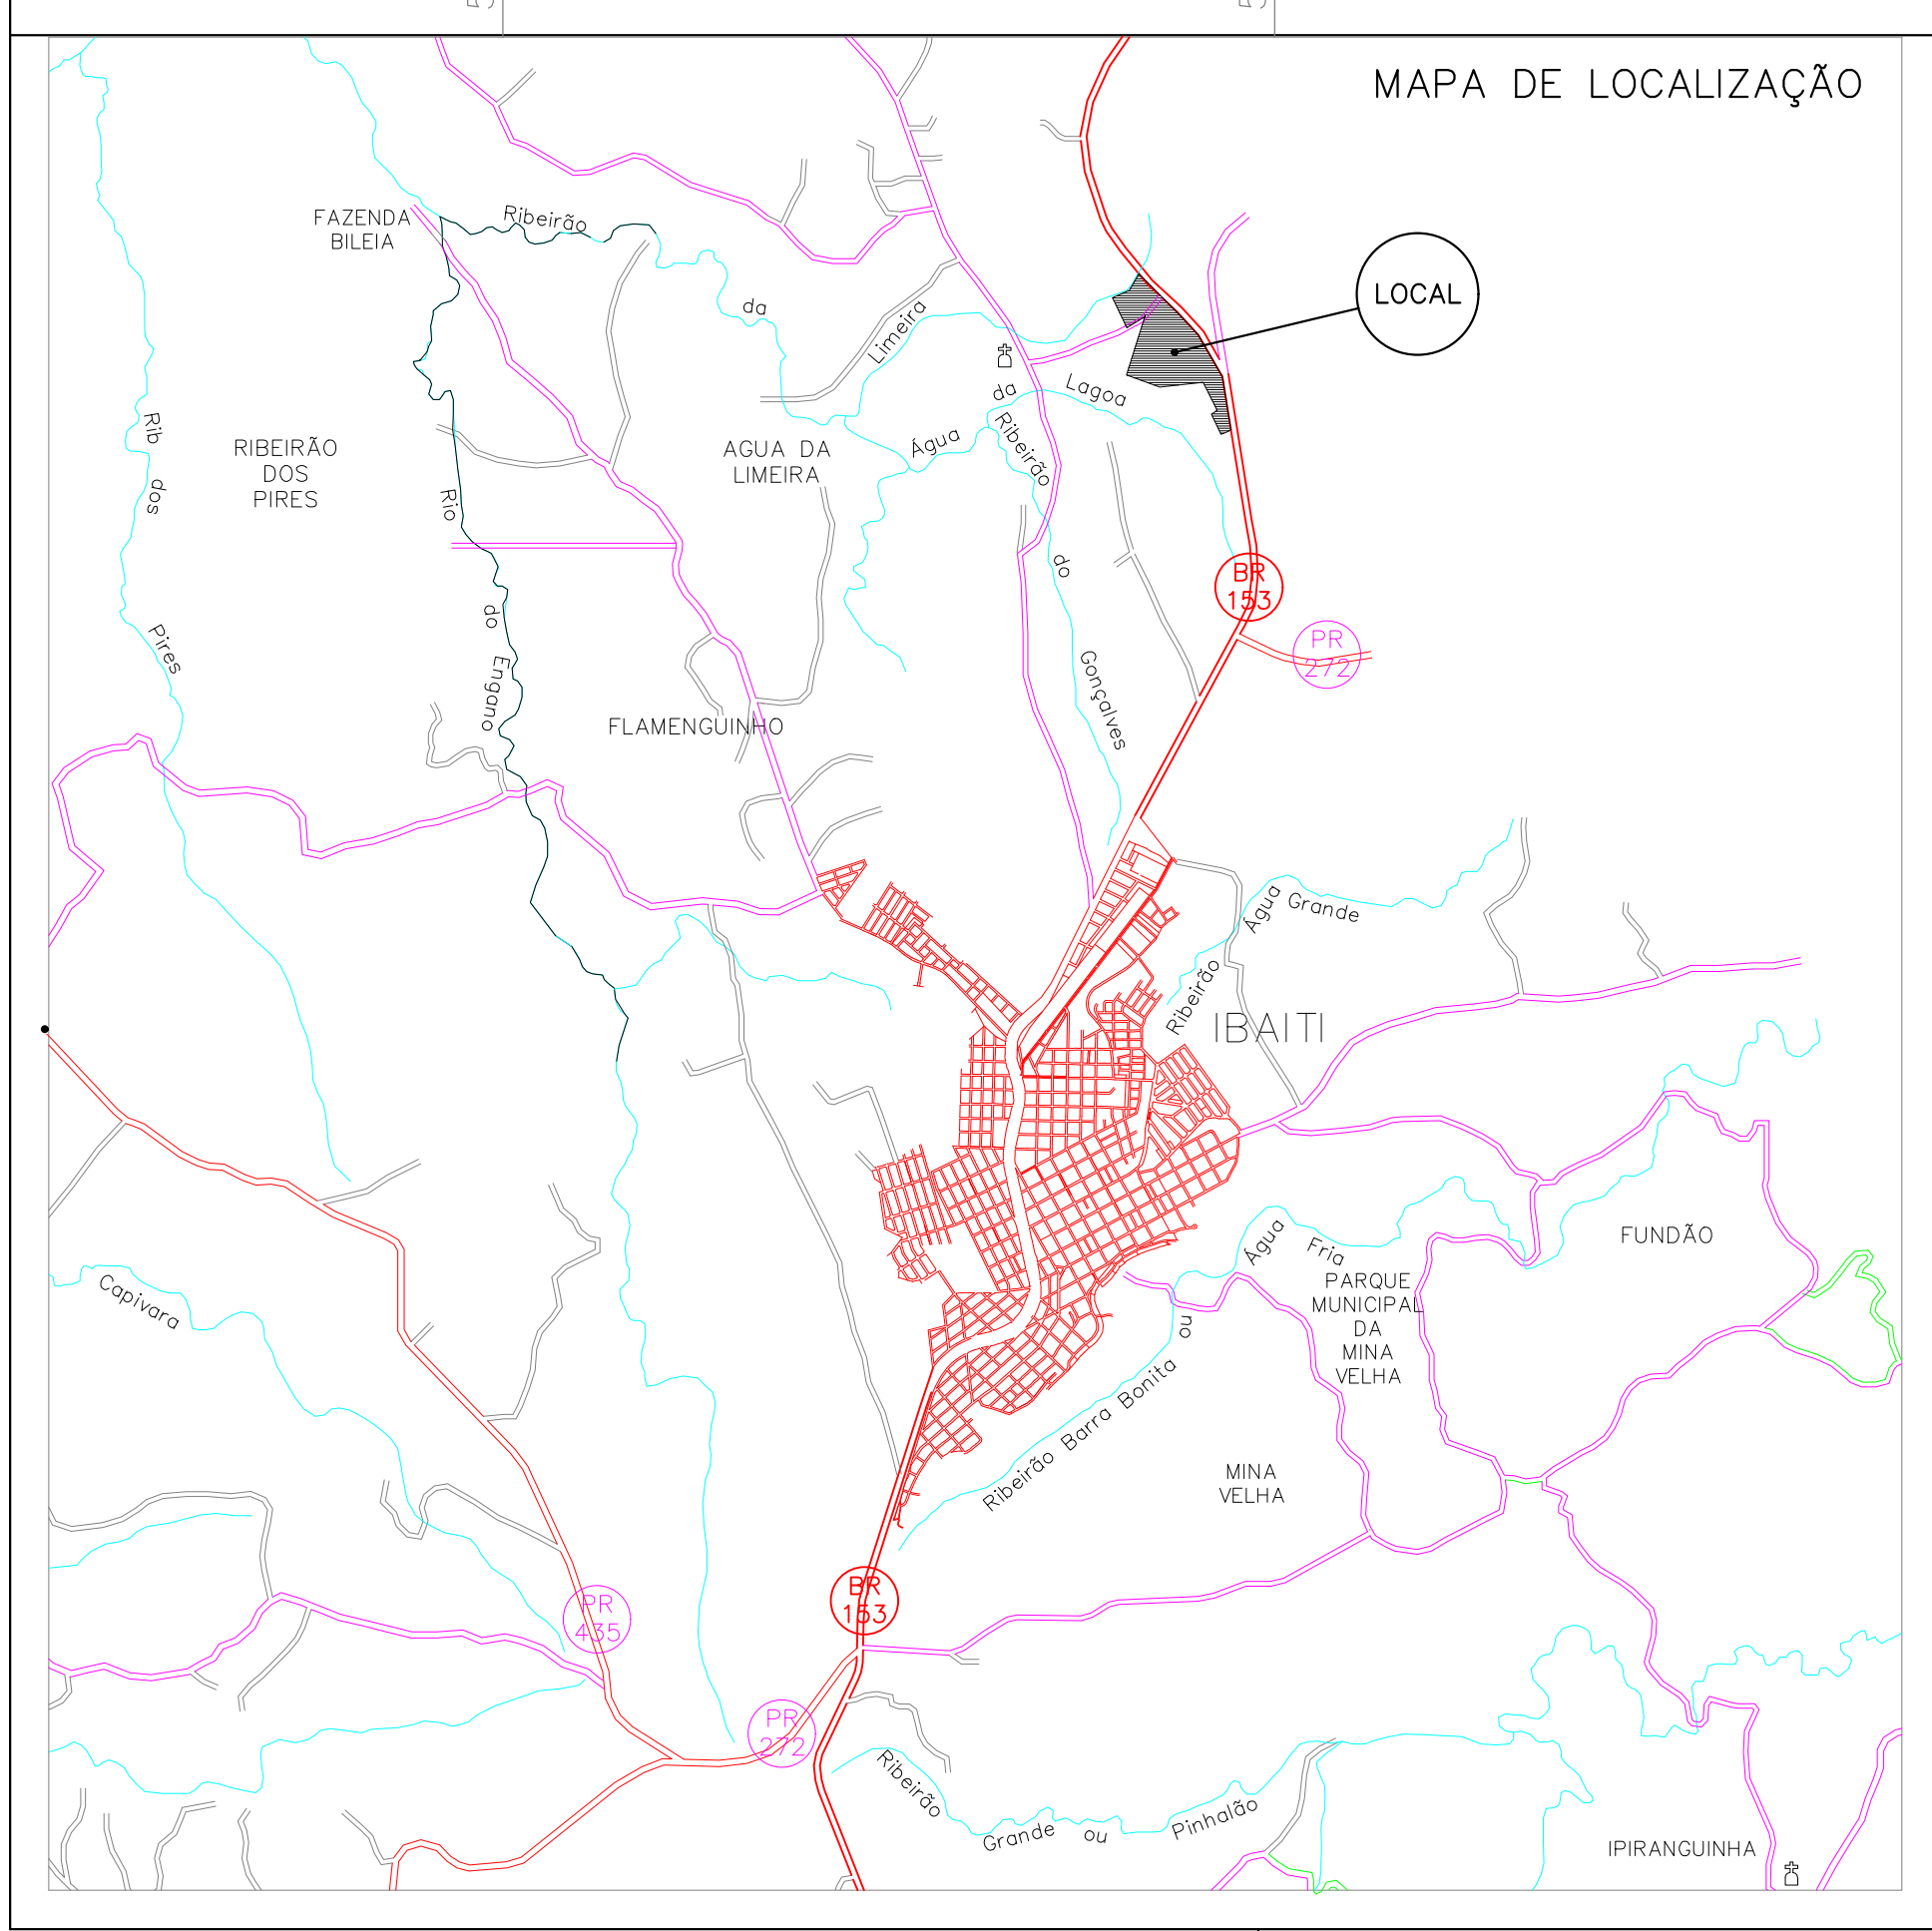 MAPA DE LOCALIZAÇÃO
FAZENDA
BILEIA
Ribeirão
da
Limeira
LOCAL
RIBEIRÃO
DOS
PIRES
Rib dos
Pires
AGUA DA
LIMEIRA
Água
da
Lagoa
Ribeirão
do
Gonçalves
Rio
do
Engano
BR
153
PR
272
FLAMENGUINHO
Ribeirão
Água
Grande
IBAITI
Capivara
FUNDÃO
Água
Fria
PARQUE
MUNICIPAL
DA
MINA
VELHA
Ribeirão Barra Bonita
no
MINA
VELHA
PR
435
BR
153
PR
272
Ribeirão
Grande ou Pinhalão
IPIRANGUINHA